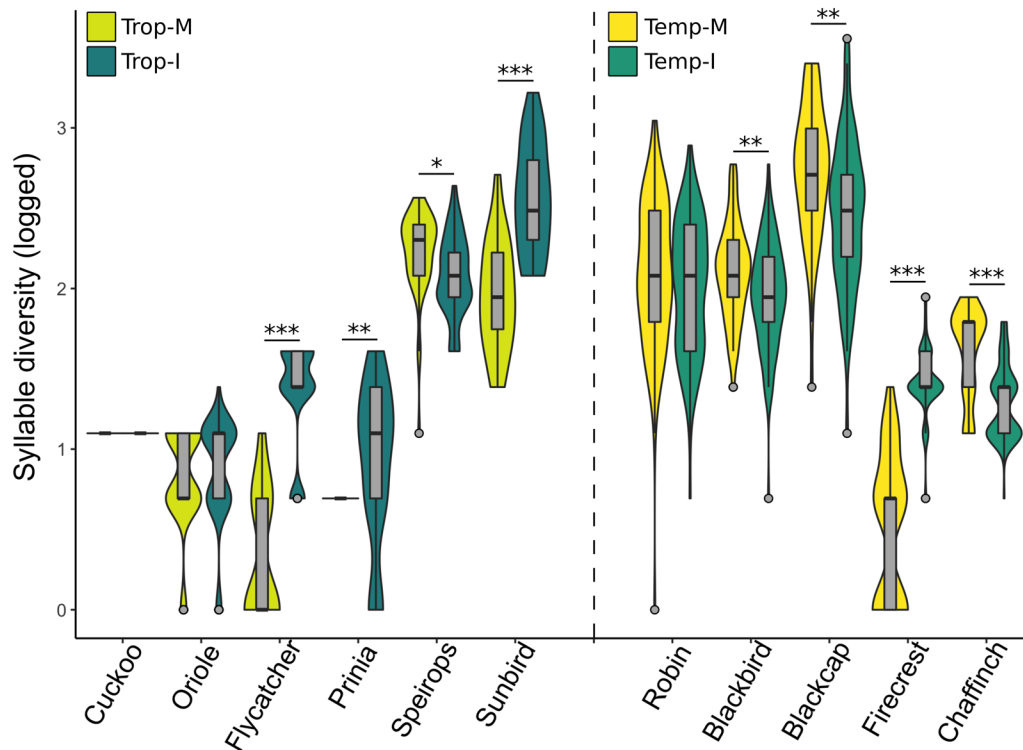 Trop-M
Trop-I
Temp-M
Temp-I
Syllable diversity (logged)
3
2
1
0
***
**
*
***
**
**
***
***
Cuckoo
Oriole
Flycatcher
Prinia
Speirops
Sunbird
Robin
Blackbird
Blackcap
Firecrest
Chaffinch